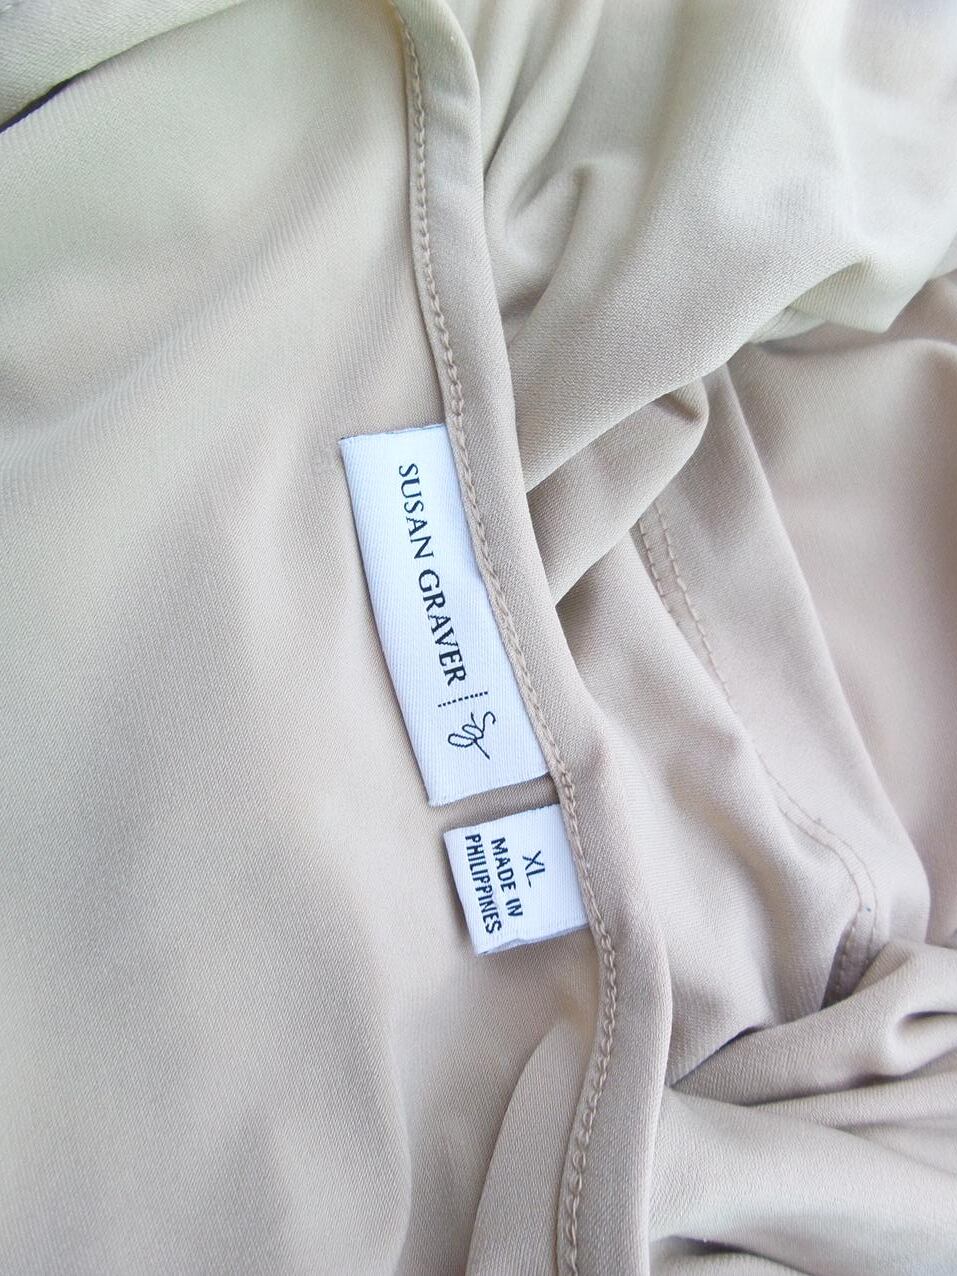 SUSAN GRAVER
Sg
XL
MADE IN
PHILIPPINES